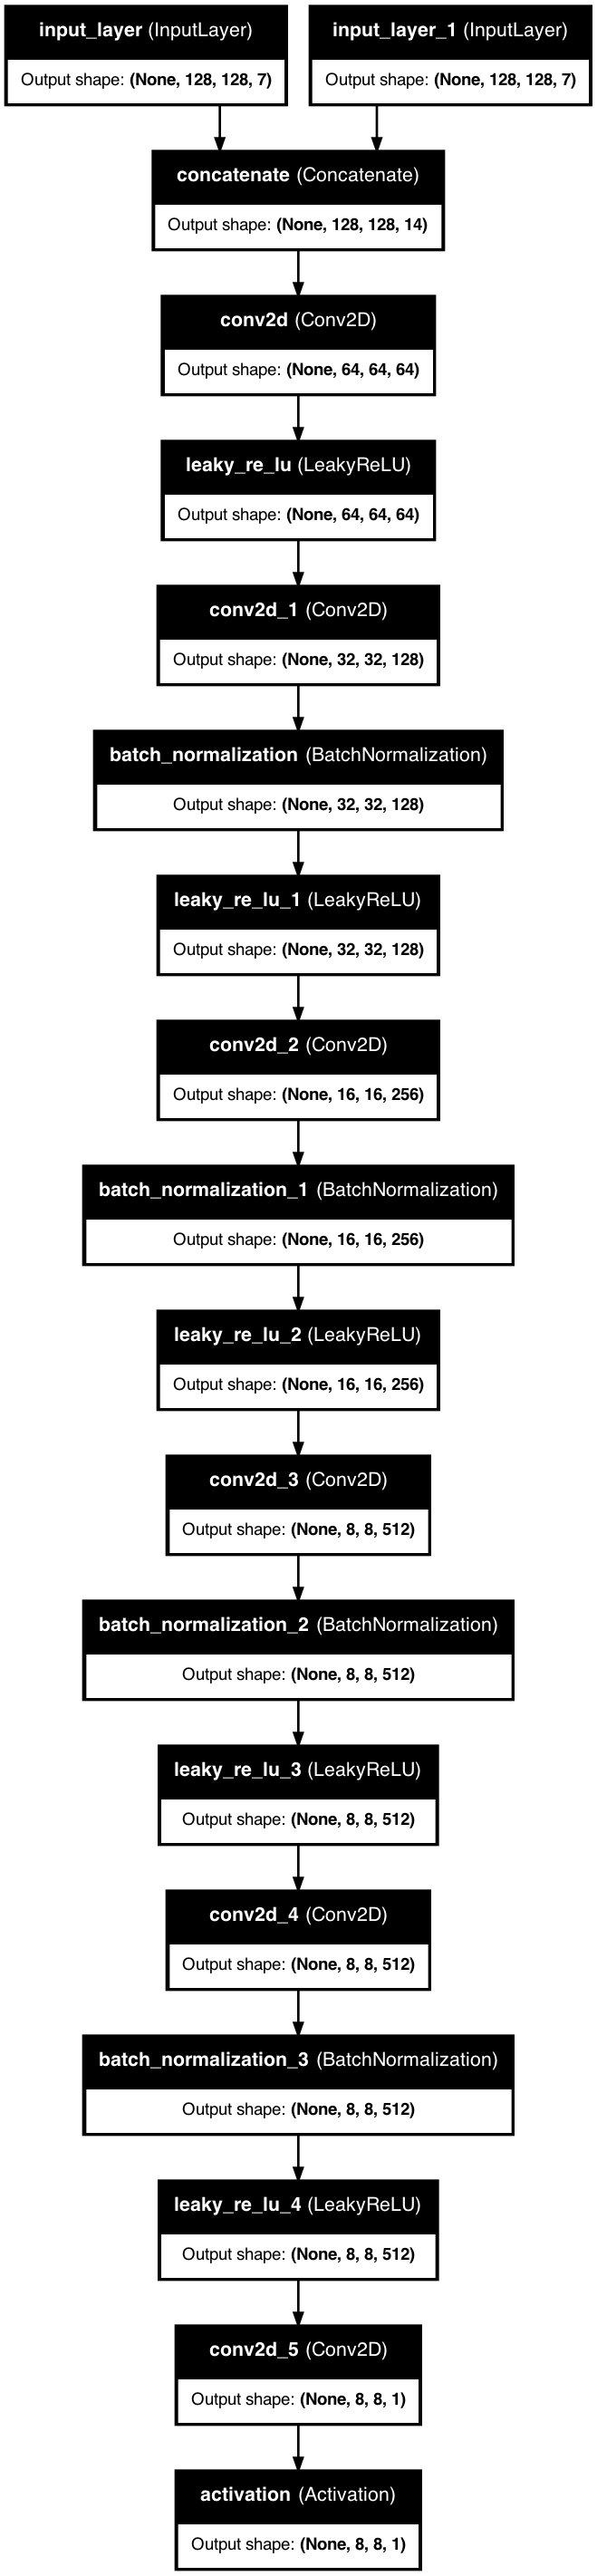 input_layer (InputLayer)
Output shape: (None, 128, 128, 7)
input_layer_1 (InputLayer)
Output shape: (None, 128, 128, 7)
concatenate (Concatenate)
Output shape: (None, 128, 128, 14)
conv2d (Conv2D)
Output shape: (None, 64, 64, 64)
leaky_re_lu (LeakyReLU)
Output shape: (None, 64, 64, 64)
conv2d_1 (Conv2D)
Output shape: (None, 32, 32, 128)
batch_normalization (BatchNormalization)
Output shape: (None, 32, 32, 128)
leaky_re_lu_1 (LeakyReLU)
Output shape: (None, 32, 32, 128)
conv2d_2 (Conv2D)
Output shape: (None, 16, 16, 256)
batch_normalization_1 (BatchNormalization)
Output shape: (None, 16, 16, 256)
leaky_re_lu_2 (LeakyReLU)
Output shape: (None, 16, 16, 256)
conv2d_3 (Conv2D)
Output shape: (None, 8, 8, 512)
batch_normalization_2 (BatchNormalization)
Output shape: (None, 8, 8, 512)
leaky_re_lu_3 (LeakyReLU)
Output shape: (None, 8, 8, 512)
conv2d_4 (Conv2D)
Output shape: (None, 8, 8, 512)
batch_normalization_3 (BatchNormalization)
Output shape: (None, 8, 8, 512)
leaky_re_lu_4 (LeakyReLU)
Output shape: (None, 8, 8, 512)
conv2d_5 (Conv2D)
Output shape: (None, 8, 8, 1)
activation (Activation)
Output shape: (None, 8, 8, 1)